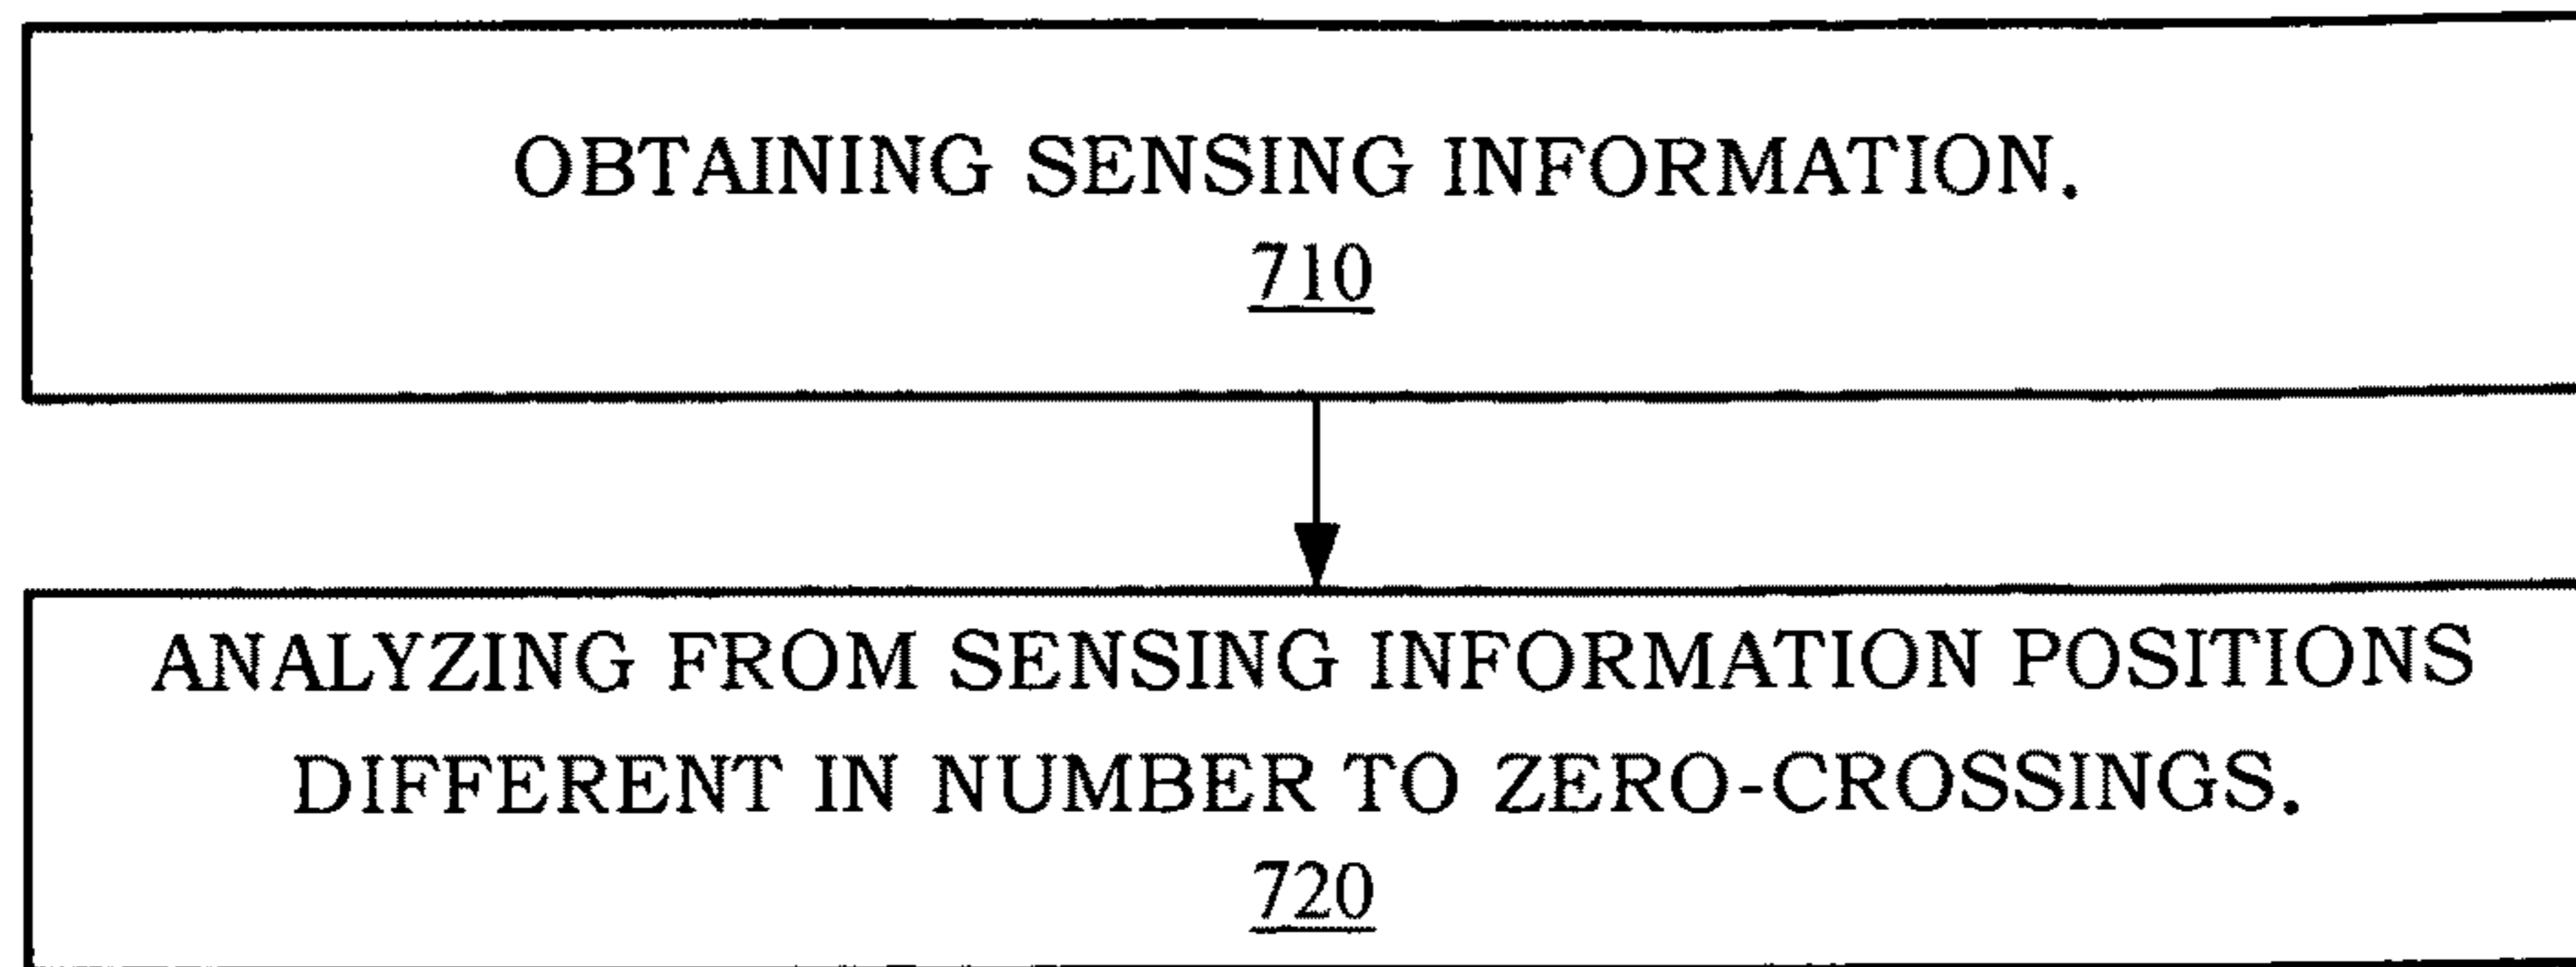 OBTAINING SENSING INFORMATION.
710
ANALYZING FROM SENSING INFORMATION POSITIONS
DIFFERENT IN NUMBER TO ZERO-CROSSINGS.
720